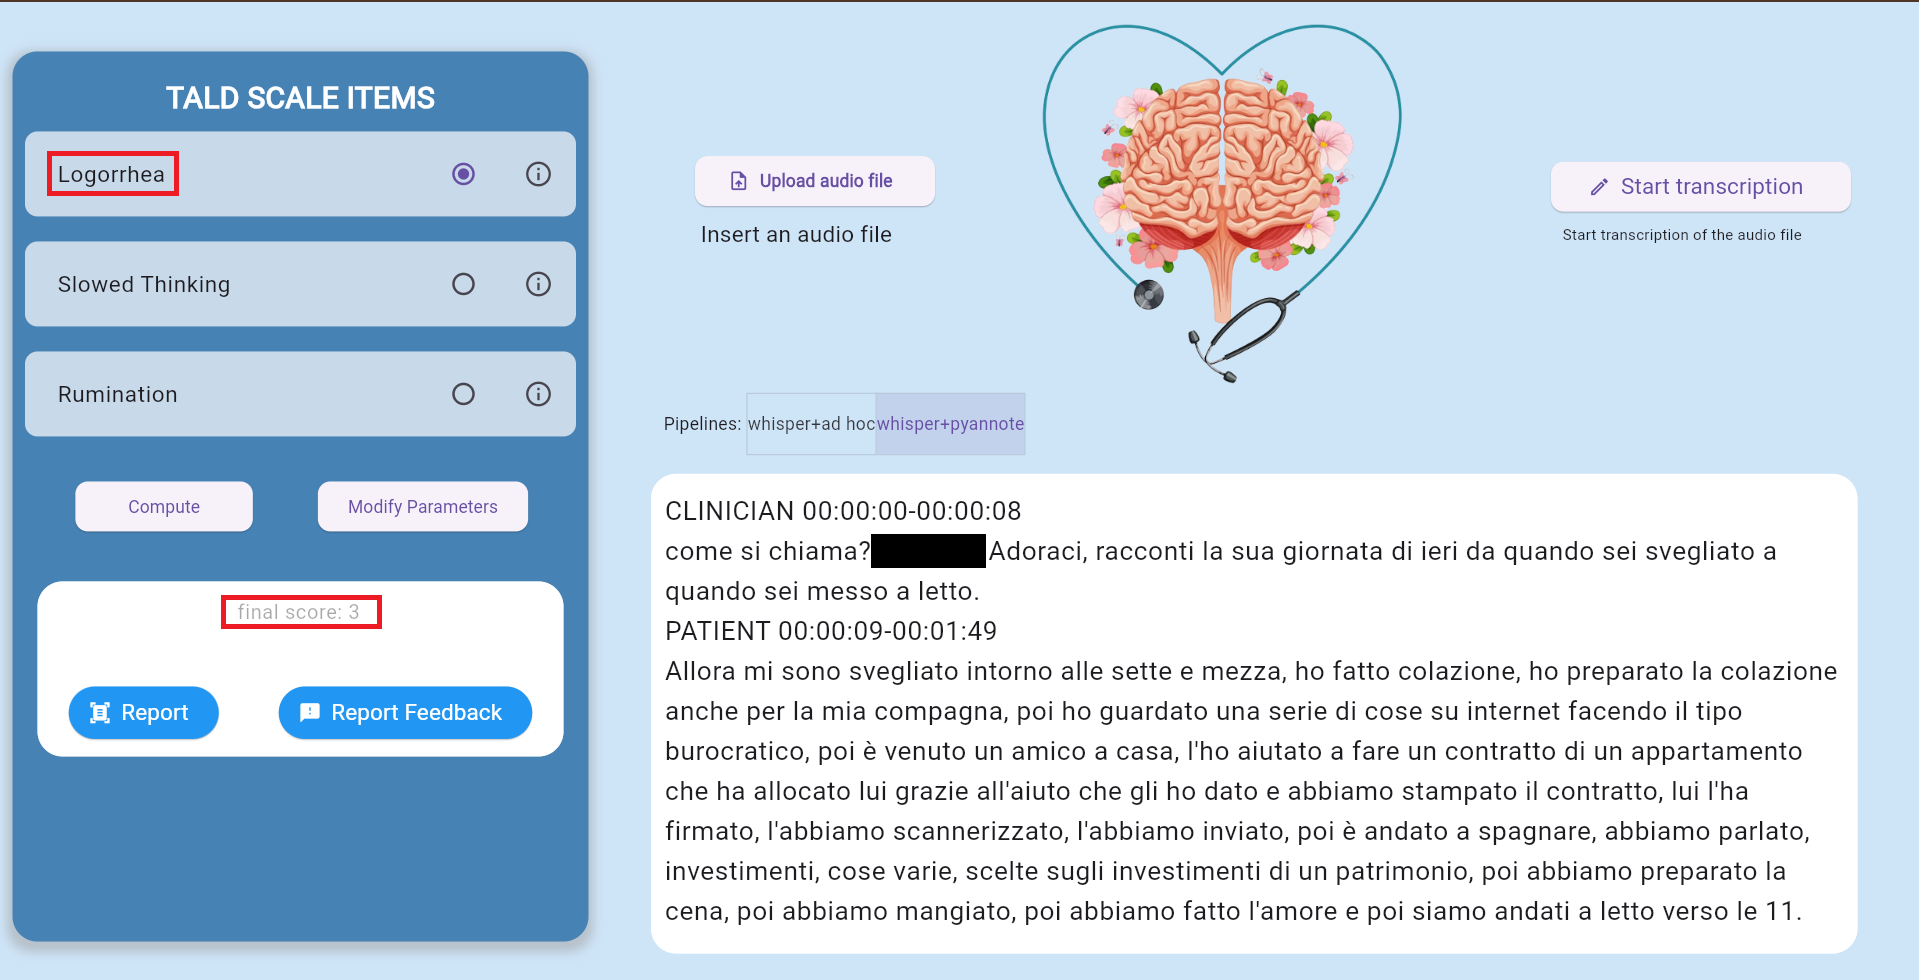 TALD SCALE ITEMS
Logorrhea
Slowed Thinking
Rumination
Compute
Modify Parameters
final score: 3
Report
Report Feedback
Upload audio file
Insert an audio file
Start transcription
Start transcription of the audio file
Pipelines: whisper+ad hoc whisper+pyannote
CLINICIAN 00:00:00-00:00:08
come si chiama? Adoraci, racconti la sua giornata di ieri da quando sei svegliato a
quando sei messo a letto.
PATIENT 00:00:09-00:01:49
Allora mi sono svegliato intorno alle sette e mezza, ho fatto colazione, ho preparato la colazione
anche per la mia compagna, poi ho guardato una serie di cose su internet facendo il tipo
burocratico, poi è venuto un amico a casa, l'ho aiutato a fare un contratto di un appartamento
che ha allocato lui grazie all'aiuto che gli ho dato e abbiamo stampato il contratto, lui l'ha
firmato, l'abbiamo scannerizzato, l'abbiamo inviato, poi è andato a spagnare, abbiamo parlato,
investimenti, cose varie, scelte sugli investimenti di un patrimonio, poi abbiamo preparato la
cena, poi abbiamo mangiato, poi abbiamo fatto l'amore e poi siamo andati a letto verso le 11.